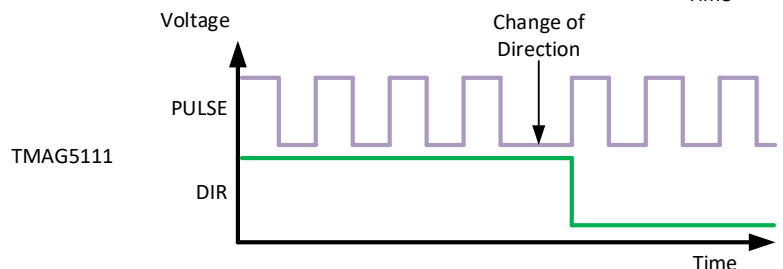 Voltage
Change of
Direction
PULSE
TMAG5111
DIR
Time